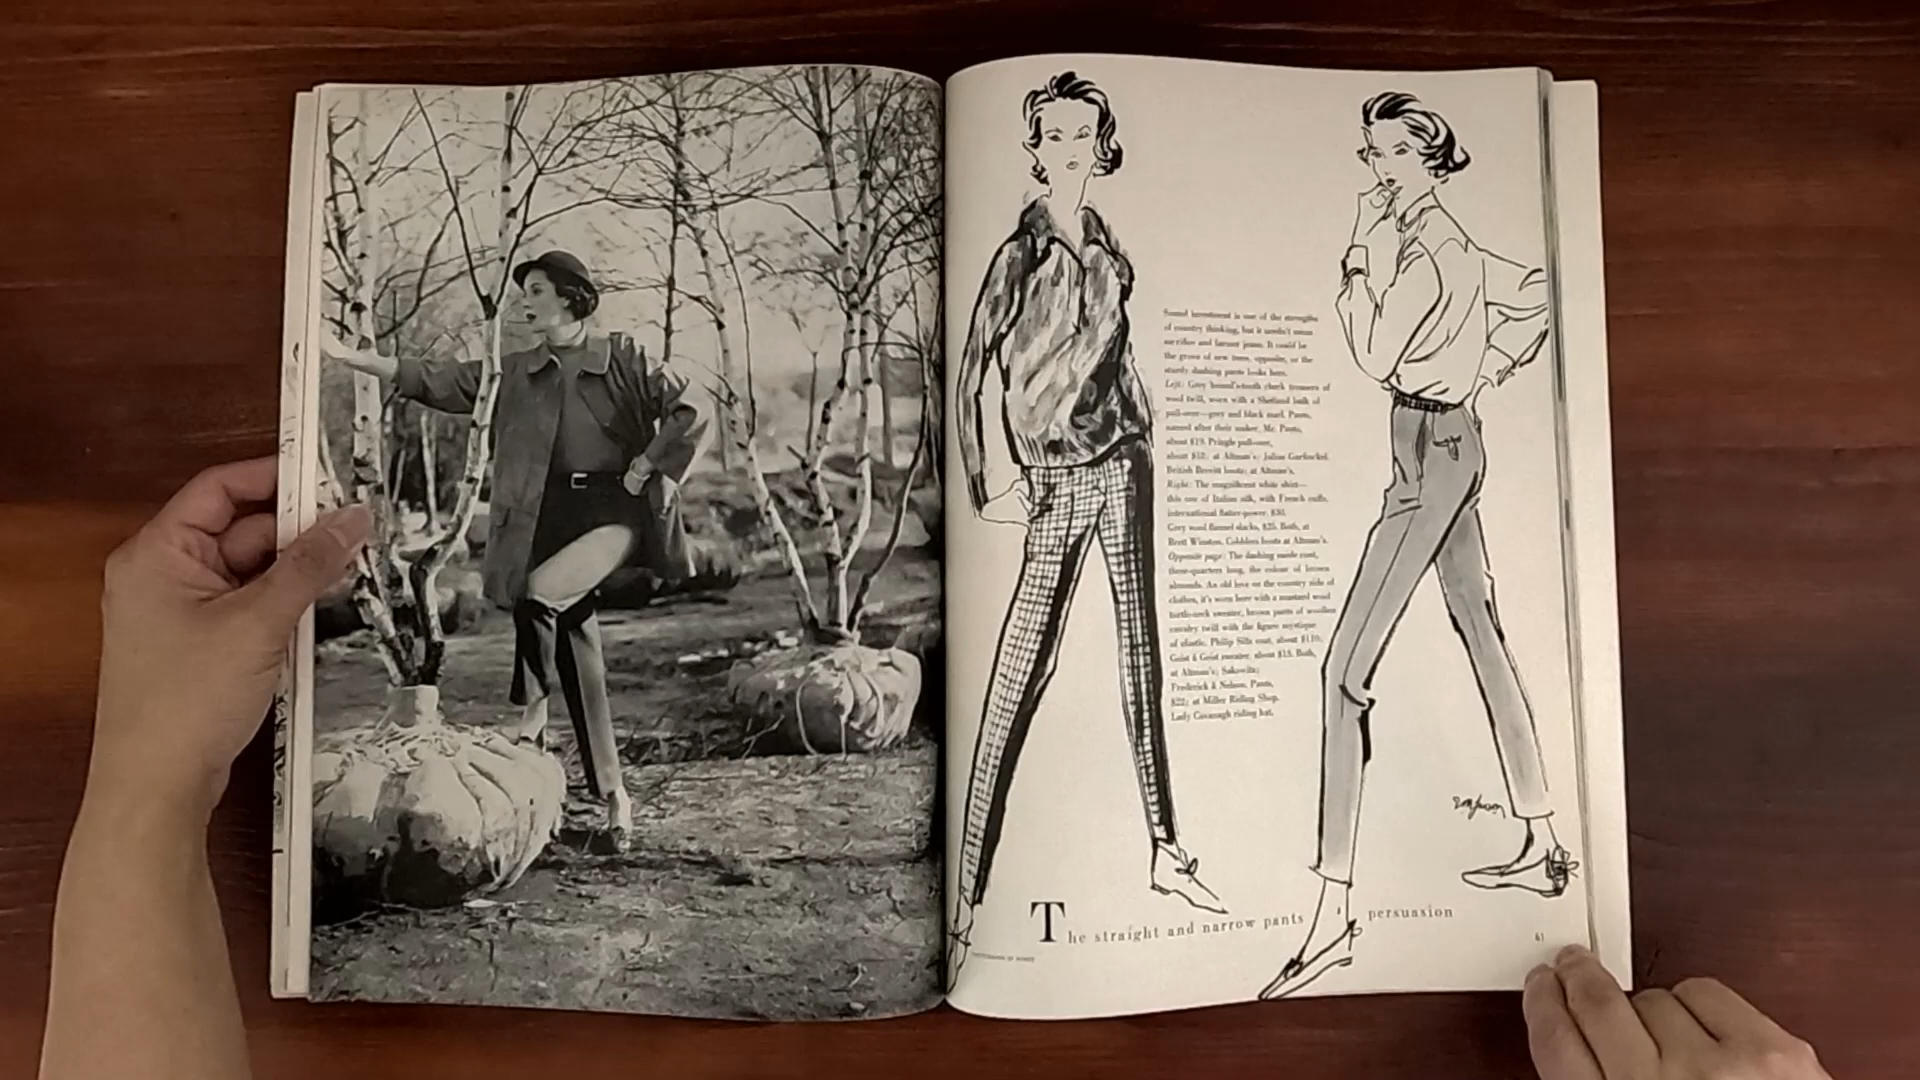 Sound investment is one of the strengths
of country thinking, but it needn't mean
sacrifice and farmer jeans. It could be
the grove of new trees, opposite, or the
sturdy dashing pants looks here.
Left: Grey hound's-tooth check trousers of
wool twill, worn with a Shetland bulk of
pull-over—grey and black marl. Pants,
named after their maker, Mr. Pants,
about $19. Pringle pull-over,
about $18; at Altman's; Julius Garfinckel.
British Brevitt boots; at Altman's.
Right: The magnificent white shirt—
this one of Italian silk, with French cuffs,
international flatter-power. $30.
Grey wool flannel slacks, $25. Both, at
Brett Winston. Cobblers boots at Altman's.
Opposite page: The dashing suede coat,
three-quarters long, the colour of brown
almonds. An old love on the country side of
clothes, it's worn here with a mustard wool
turtle-neck sweater, brown pants of woollen
cavalry twill with the figure mystique
of elastic. Philip Sills coat, about $110;
Geist & Geist sweater, about $15. Both,
at Altman's; Sakowitz;
Frederick & Nelson. Pants,
$22; at Miller Riding Shop.
Lady Cavanagh riding hat.
The straight and narrow pants persuasion
61